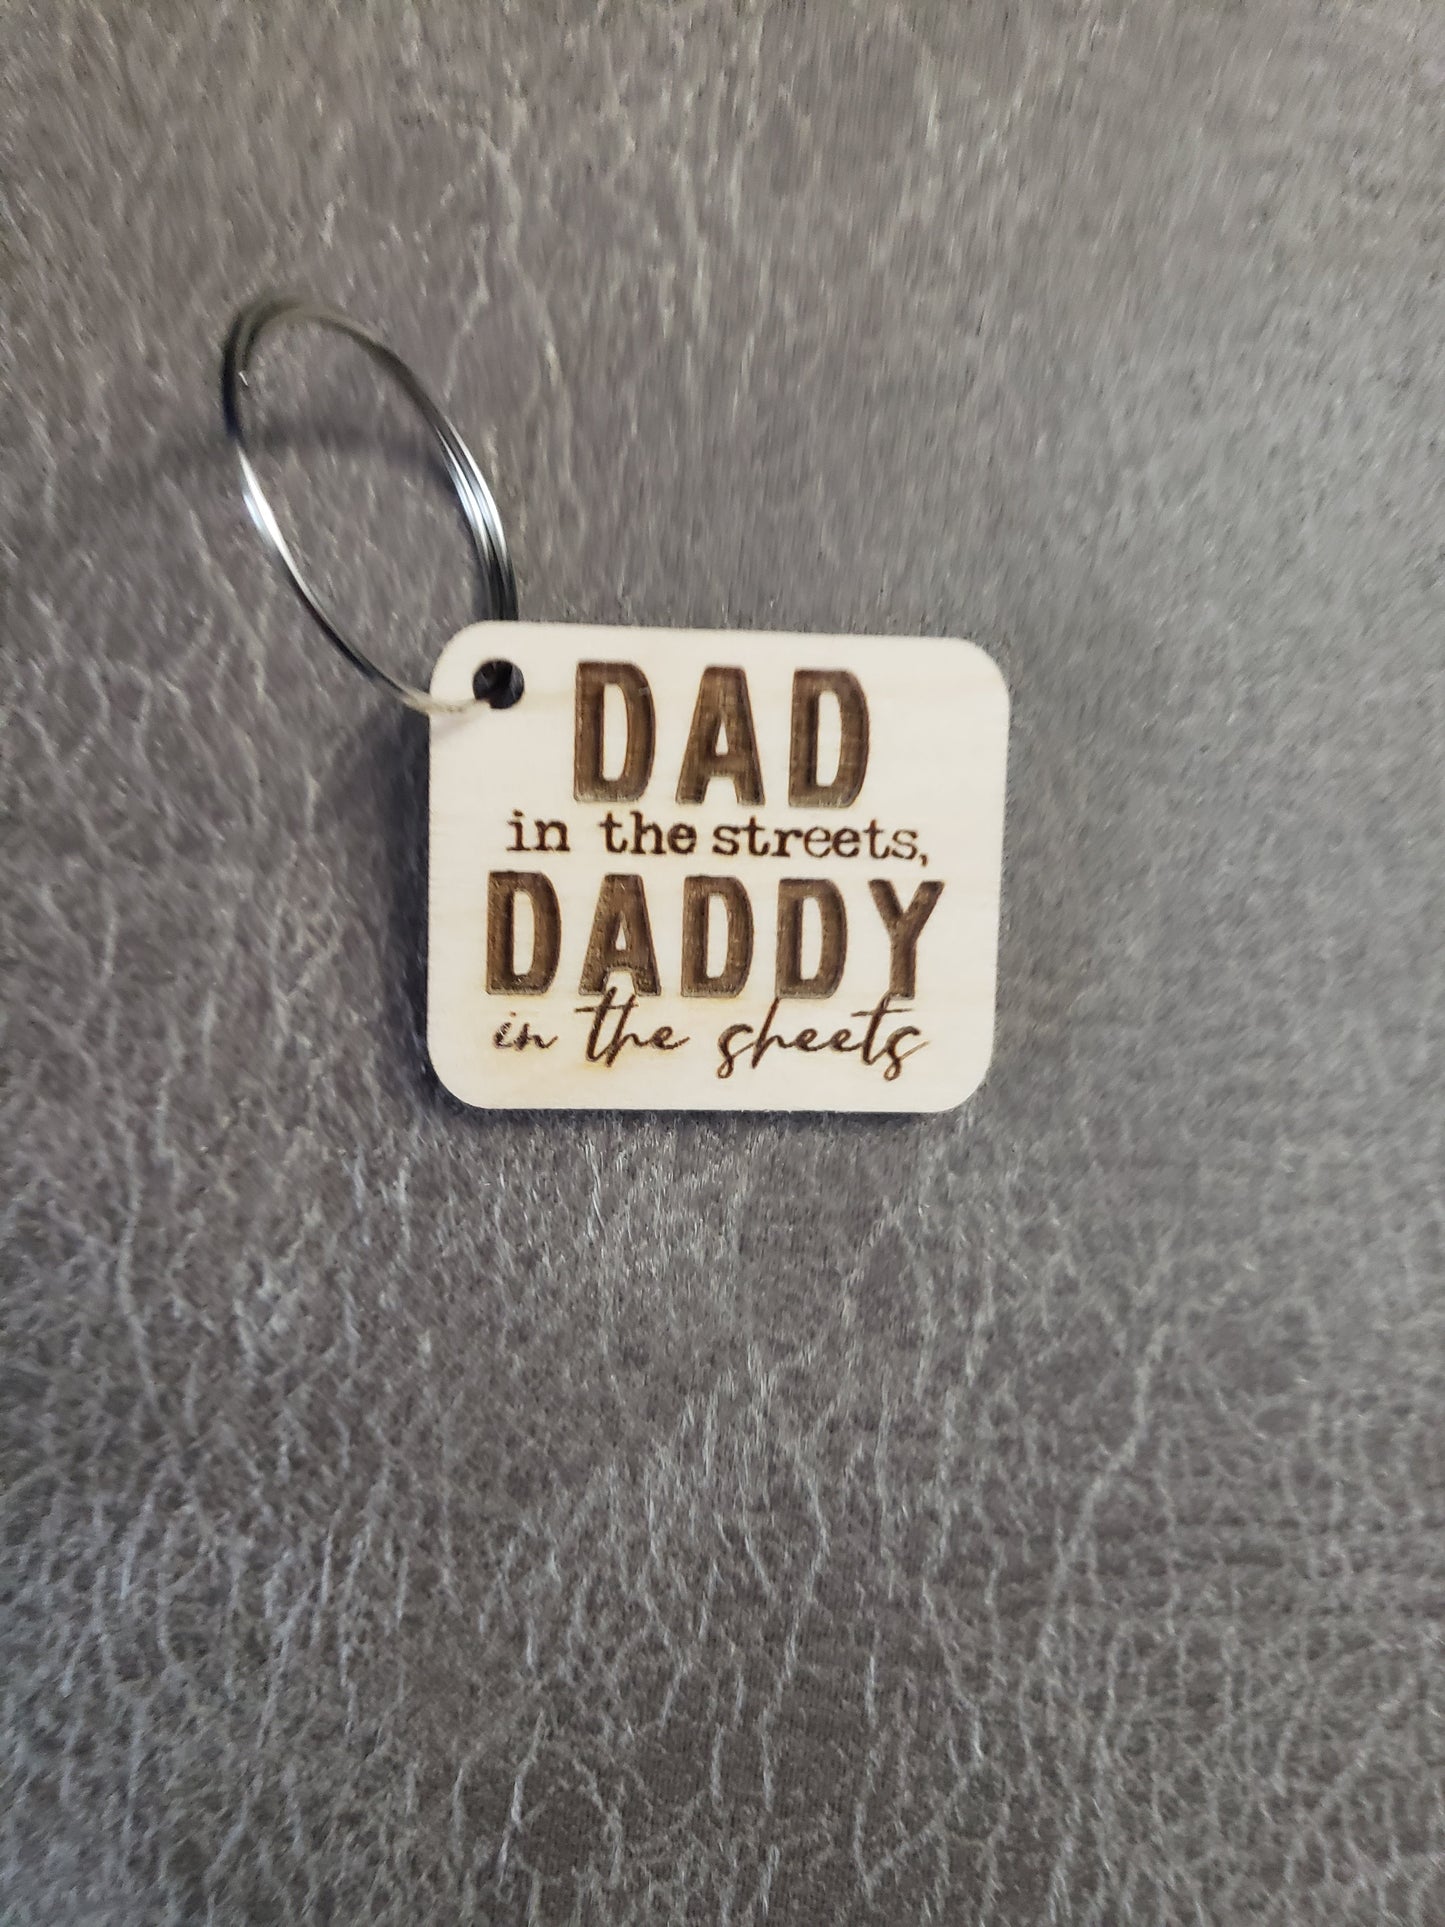 DAD
in the streets,
DADDY
in the sheets